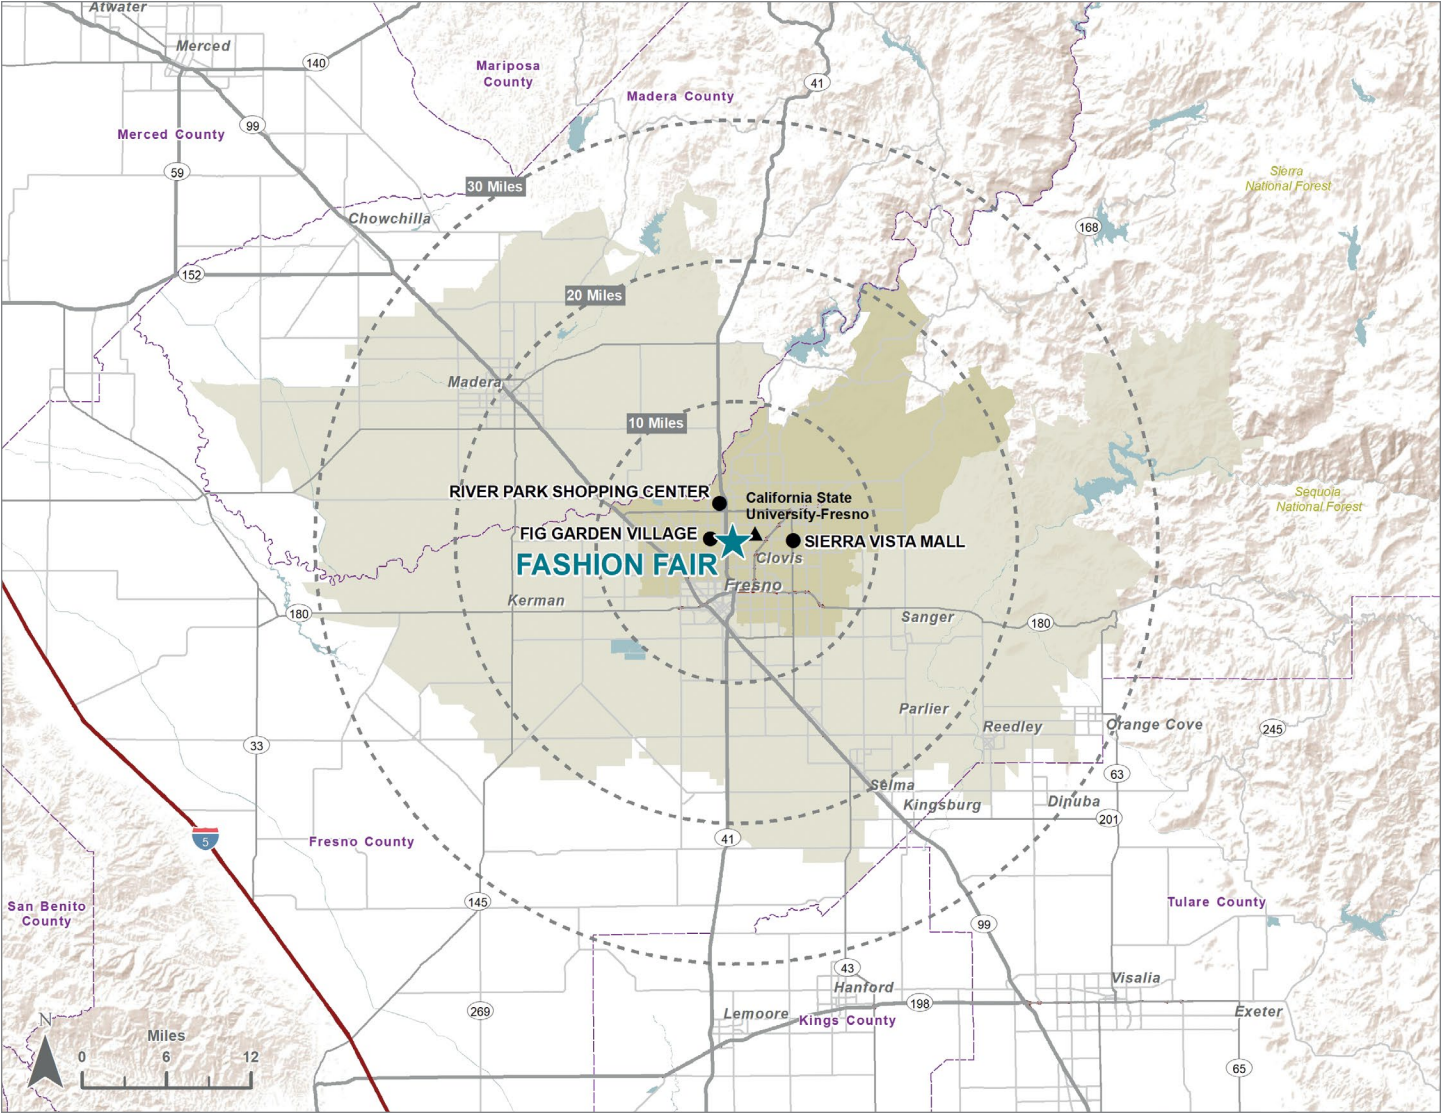 Atwater
Merced
140
Mariposa
County
Madera County
41
99
Merced County
59
30 Miles
Sierra
National Forest
Chowchilla
168
152
20 Miles
Madera
10 Miles
RIVER PARK SHOPPING CENTER
California State
University-Fresno
Sequoia
National Forest
FIG GARDEN VILLAGE
SIERRA VISTA MALL
FASHION FAIR
Clovis
Fresno
Kerman
180
Sanger
180
Parlier
Reedley
Orange Cove
245
33
63
Selma
Kingsburg
Dinuba
201
5
Fresno County
41
San Benito
County
145
Tulare County
99
43
Hanford
Visalia
269
198
Lemoore
Kings County
Exeter
N
Miles
0 6 12
65